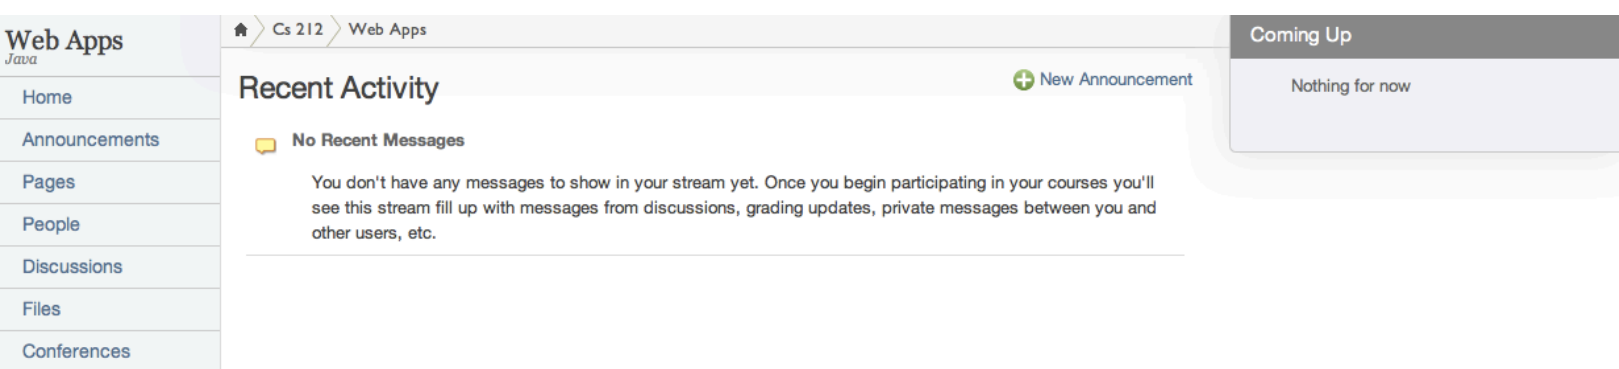 Web Apps
Java
Home
Announcements
Pages
People
Discussions
Files
Conferences
Cs 212 Web Apps
Recent Activity
New Announcement
No Recent Messages
You don't have any messages to show in your stream yet. Once you begin participating in your courses you'll
see this stream fill up with messages from discussions, grading updates, private messages between you and
other users, etc.
Coming Up
Nothing for now